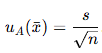 u_A(x̄) = s / √n